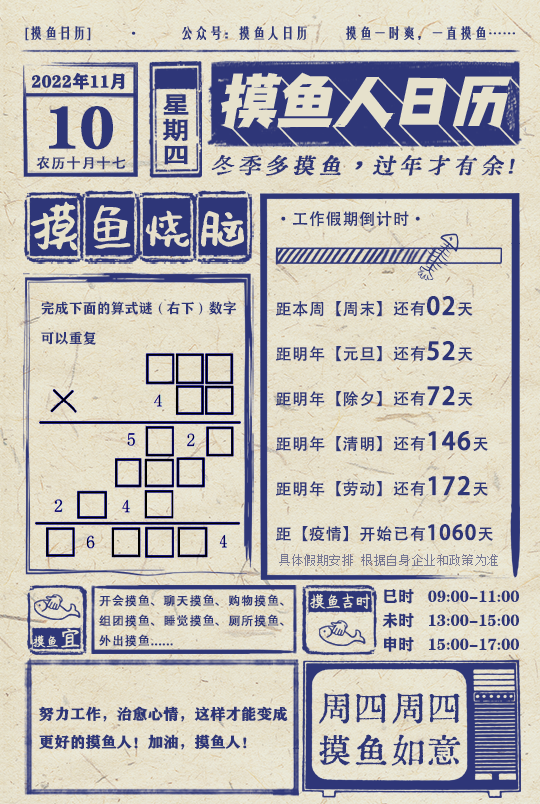 [摸鱼日历] · 公众号：摸鱼人日历 摸鱼一时爽，一直摸鱼······
2022年11月
10
农历十月十七
星期四
摸鱼人日历
冬季多摸鱼，过年才有余！
摸鱼烧脑
完成下面的算式谜（右下）数字
可以重复
× 4
5 2
2 4
6 4
·工作假期倒计时·
距本周【周末】还有02天
距明年【元旦】还有52天
距明年【除夕】还有72天
距明年【清明】还有146天
距明年【劳动】还有172天
距【疫情】开始已有1060天
具体假期安排 根据自身企业和政策为准
摸鱼宜
开会摸鱼、聊天摸鱼、购物摸鱼、
组团摸鱼、睡觉摸鱼、厕所摸鱼、
外出摸鱼......
摸鱼吉时
巳时 09:00-11:00
未时 13:00-15:00
申时 15:00-17:00
努力工作，治愈心情，这样才能变成
更好的摸鱼人！加油，摸鱼人！
周四周四
摸鱼如意